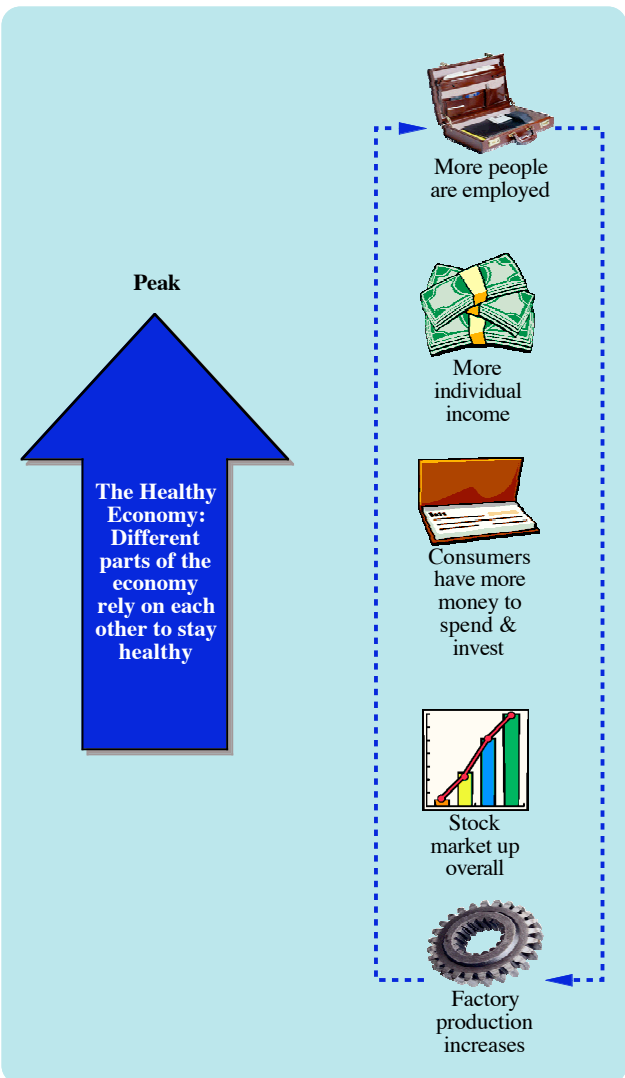 Peak
The Healthy
Economy:
Different
parts of the
economy
rely on each
other to stay
healthy
More people
are employed
More
individual
income
Consumers
have more
money to
spend &
invest
Stock
market up
overall
Factory
production
increases